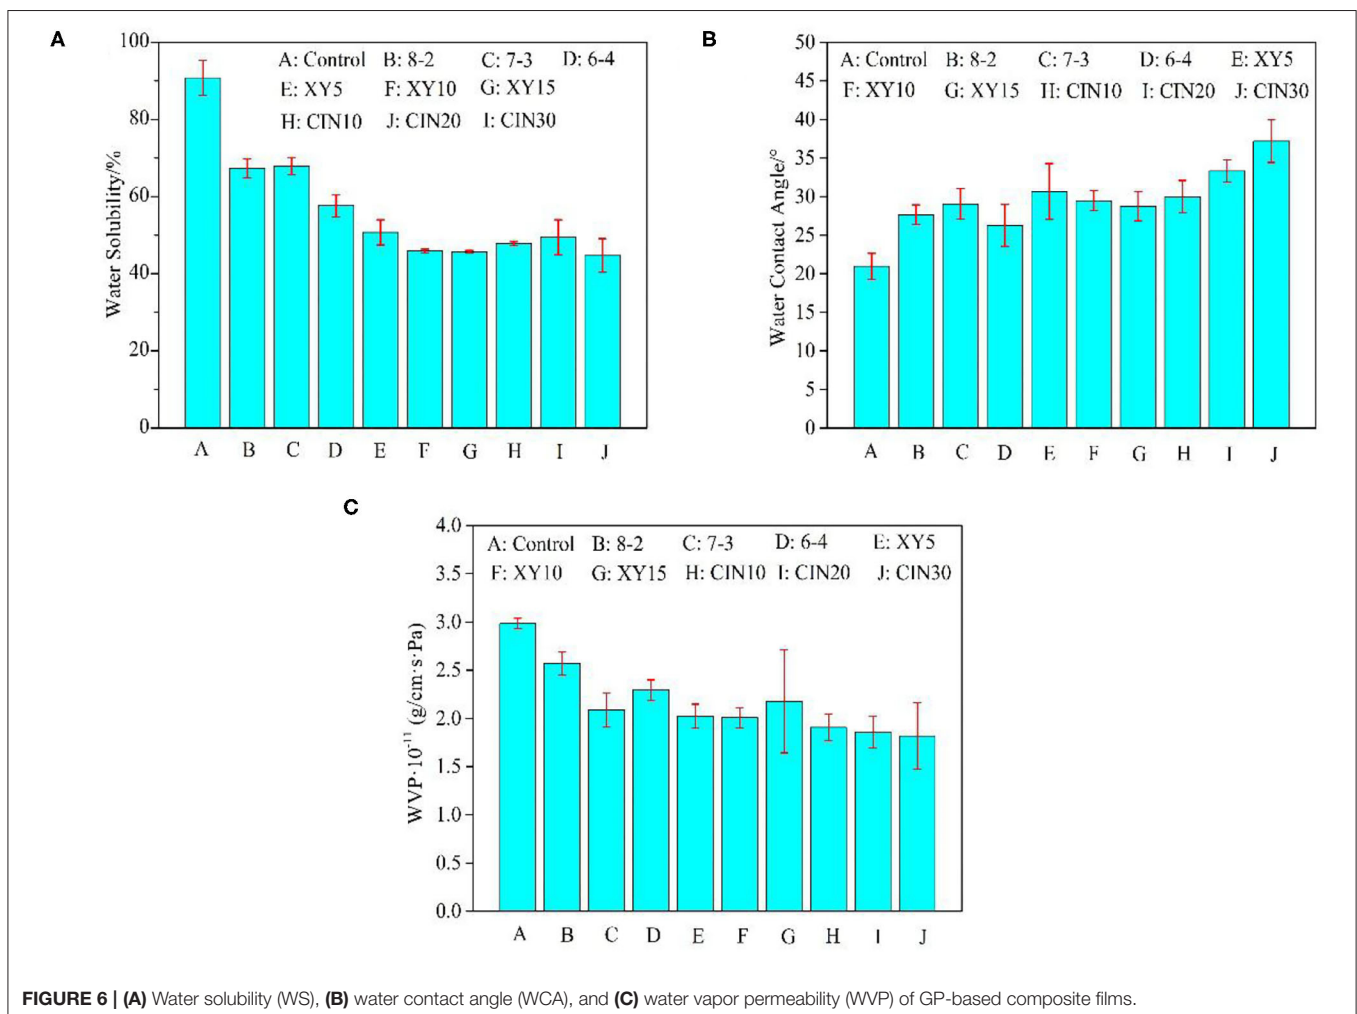 A
100
80
60
40
20
0
Water Solubility/%
A: Control B: 8-2 C: 7-3 D: 6-4
E: XY5 F: XY10 G: XY15
H: CIN10 J: CIN20 I: CIN30
A B C D E F G H I J
B
50
45
40
35
30
25
20
15
10
5
0
Water Contact Angle/°
A: Control B: 8-2 C: 7-3 D: 6-4 E: XY5
F: XY10 G: XY15 H: CIN10 I: CIN20 J: CIN30
A B C D E F G H I J
C
4.0
3.5
3.0
2.5
2.0
1.5
1.0
0.5
0.0
WVP·10⁻¹¹ (g/cm·s·Pa)
A: Control B: 8-2 C: 7-3 D: 6-4 E: XY5
F: XY10 G: XY15 H: CIN10 I: CIN20 J: CIN30
A B C D E F G H I J
FIGURE 6 | (A) Water solubility (WS), (B) water contact angle (WCA), and (C) water vapor permeability (WVP) of GP-based composite films.